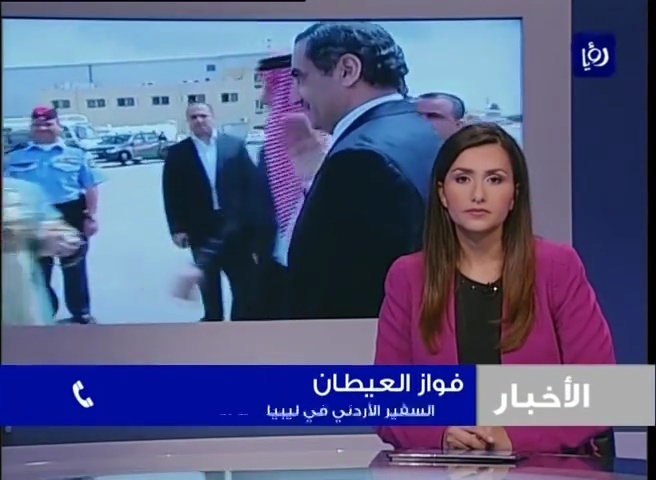 رؤيا
فواز العيطان
الأخبار
السفير الأردني في ليبيا